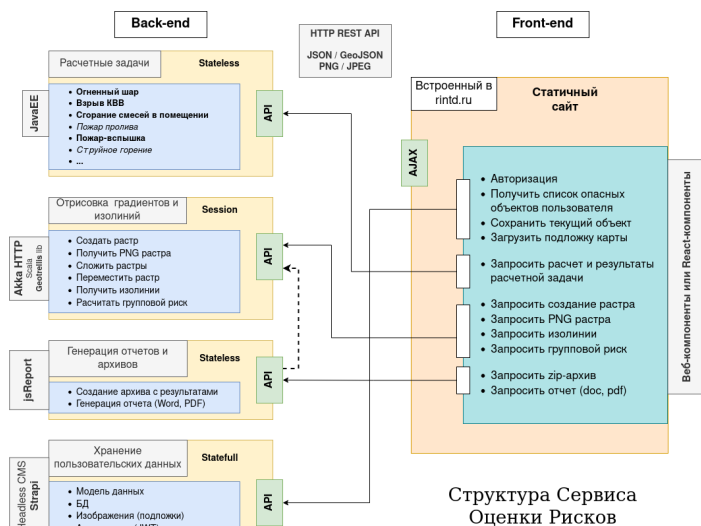 Back-end
HTTP REST API
JSON / GeoJSON
PNG / JPEG
Front-end
Расчетные задачи
Stateless
JavaEE
Огненный шар
Взрыв КВВ
Сгорание смесей в помещении
Пожар пролива
Пожар-вспышка
Струйное горение
...
API
Отрисовка градиентов и
изолиний
Session
Akka HTTP
Scala
Geotrellis lib
Создать растр
Получить PNG растра
Сложить растры
Переместить растр
Получить изолинии
Расчитать групповой риск
API
Генерация отчетов и
архивов
Stateless
jsReport
Создание архива с результатами
Генерация отчета (Word, PDF)
API
Хранение
пользовательских данных
Statefull
Headless CMS
Strapi
Модель данных
БД
Изображения (подложки)
API
Встроенный в
rintd.ru
Статичный
сайт
AJAX
Авторизация
Получить список опасных
объектов пользователя
Сохранить текущий объект
Загрузить подложку карты
Запросить расчет и результаты
расчетной задачи
Запросить создание растра
Запросить PNG растра
Запросить изолинии
Запросить групповой риск
Запросить zip-архив
Запросить отчет (doc, pdf)
Веб-компоненты или React-компоненты
Структура Сервиса
Оценки Рисков